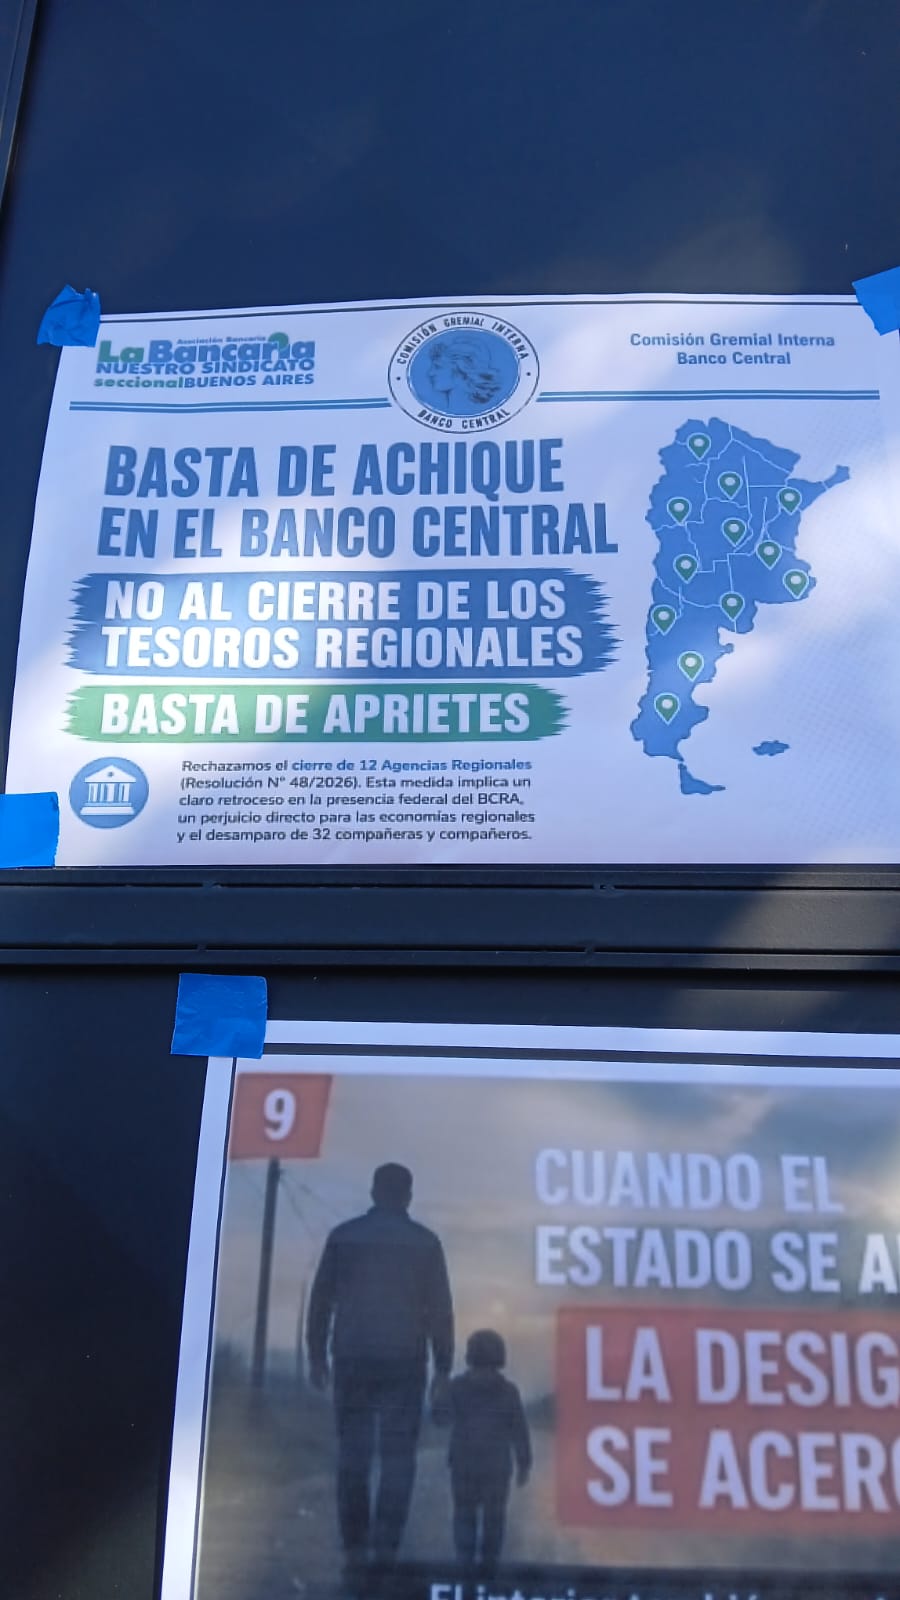 Asociación Bancaria
La Bancaria
NUESTRO SINDICATO
seccionalBUENOS AIRES
COMISIÓN GREMIAL INTERNA
BANCO CENTRAL
Comisión Gremial Interna
Banco Central
BASTA DE ACHIQUE
EN EL BANCO CENTRAL
NO AL CIERRE DE LOS
TESOROS REGIONALES
BASTA DE APRIETES
Rechazamos el cierre de 12 Agencias Regionales
(Resolución N° 48/2026). Esta medida implica un
claro retroceso en la presencia federal del BCRA,
un perjuicio directo para las economías regionales
y el desamparo de 32 compañeras y compañeros.
9
CUANDO EL
ESTADO SE A
LA DESIG
SE ACER
El